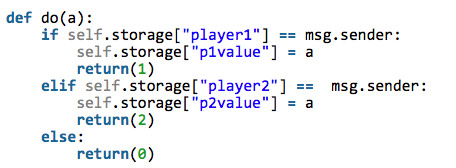 def do(a):
    if self.storage["player1"] == msg.sender:
        self.storage["p1value"] = a
        return(1)
    elif self.storage["player2"] ==  msg.sender:
        self.storage["p2value"] = a
        return(2)
    else:
        return(0)